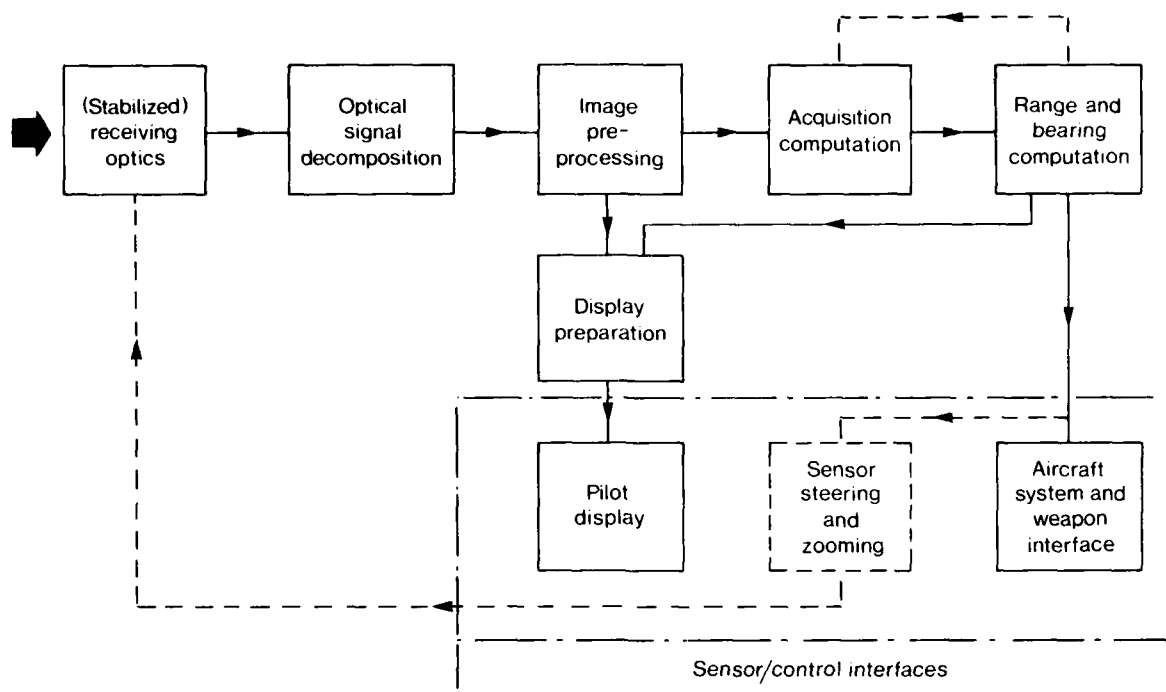 (Stabilized)
receiving
optics
Optical
signal
decomposition
Image
pre-
processing
Acquisition
computation
Range and
bearing
computation
Display
preparation
Pilot
display
Sensor
steering
and
zooming
Aircraft
system and
weapon
interface
Sensor/control interfaces